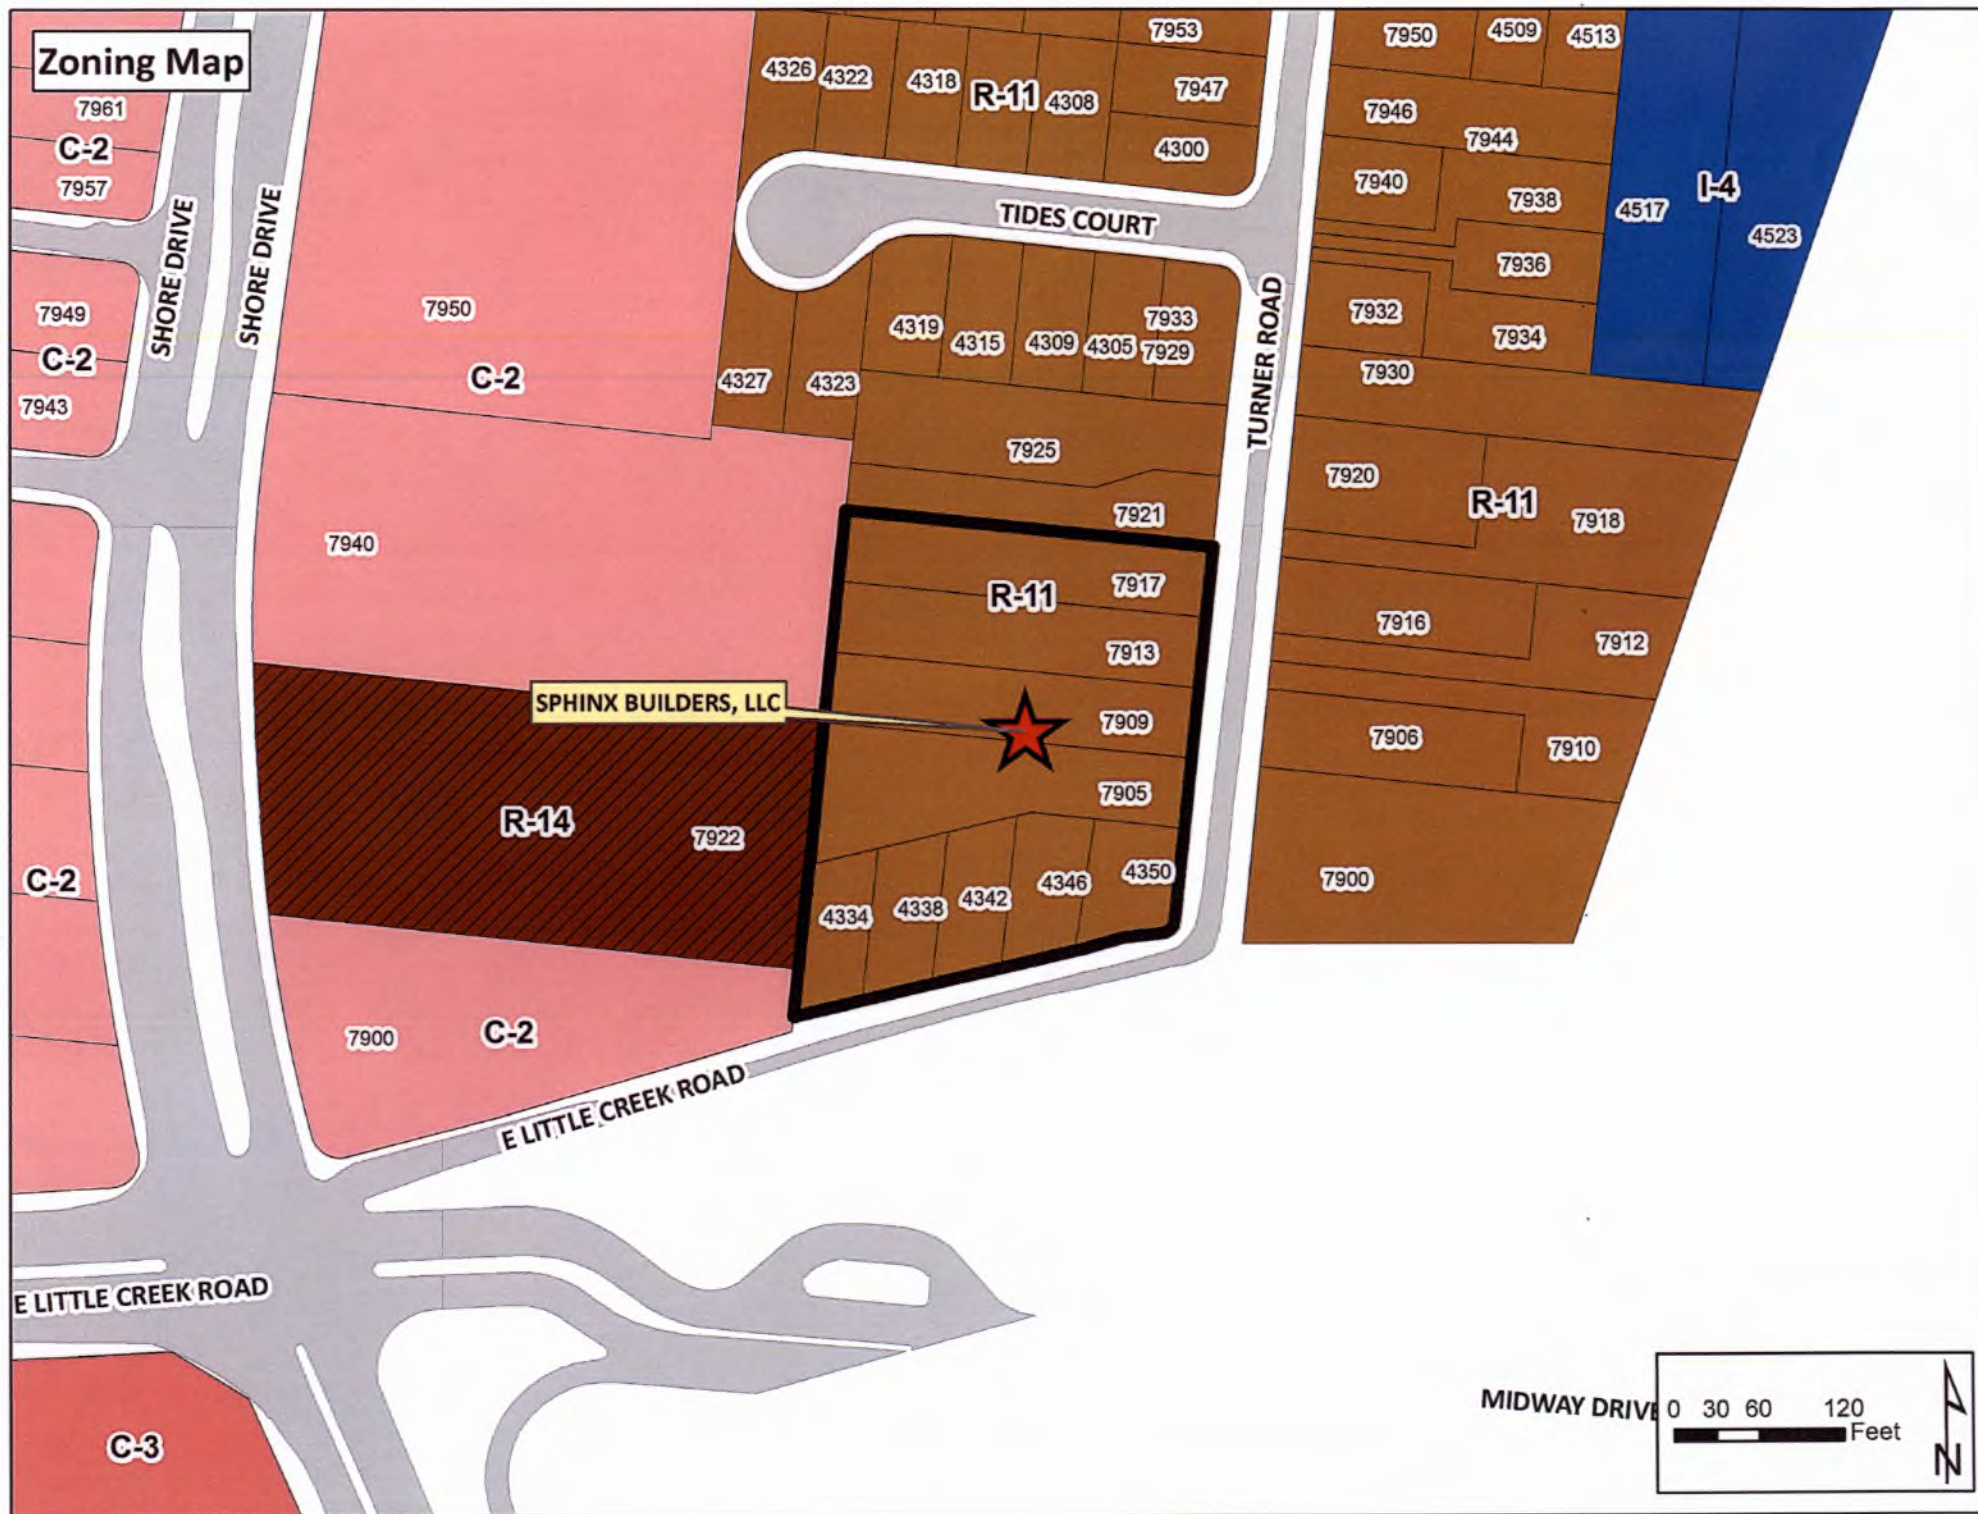 Zoning Map
7961
C-2
7957
SHORE DRIVE
SHORE DRIVE
7949
C-2
7943
7950
C-2
7940
4326
4322
4318
R-11
4308
7953
7947
4300
TIDES COURT
4327
4323
4319
4315
4309
4305
7933
7929
7925
7921
TURNER ROAD
7950
4509
4513
7946
7944
7940
7938
7936
7932
7934
7930
4517
I-4
4523
7920
R-11
7918
7916
7912
7906
7910
7900
R-11
7917
7913
SPHINX BUILDERS, LLC
7909
7905
R-14
7922
4334
4338
4342
4346
4350
C-2
7900
C-2
E LITTLE CREEK ROAD
E LITTLE CREEK ROAD
C-3
MIDWAY DRIVE
0 30 60 120
Feet
N